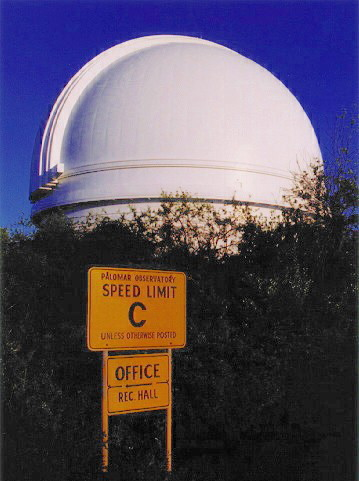 PALOMAR OBSERVATORY
SPEED LIMIT
C
UNLESS OTHERWISE POSTED
OFFICE
REC. HALL